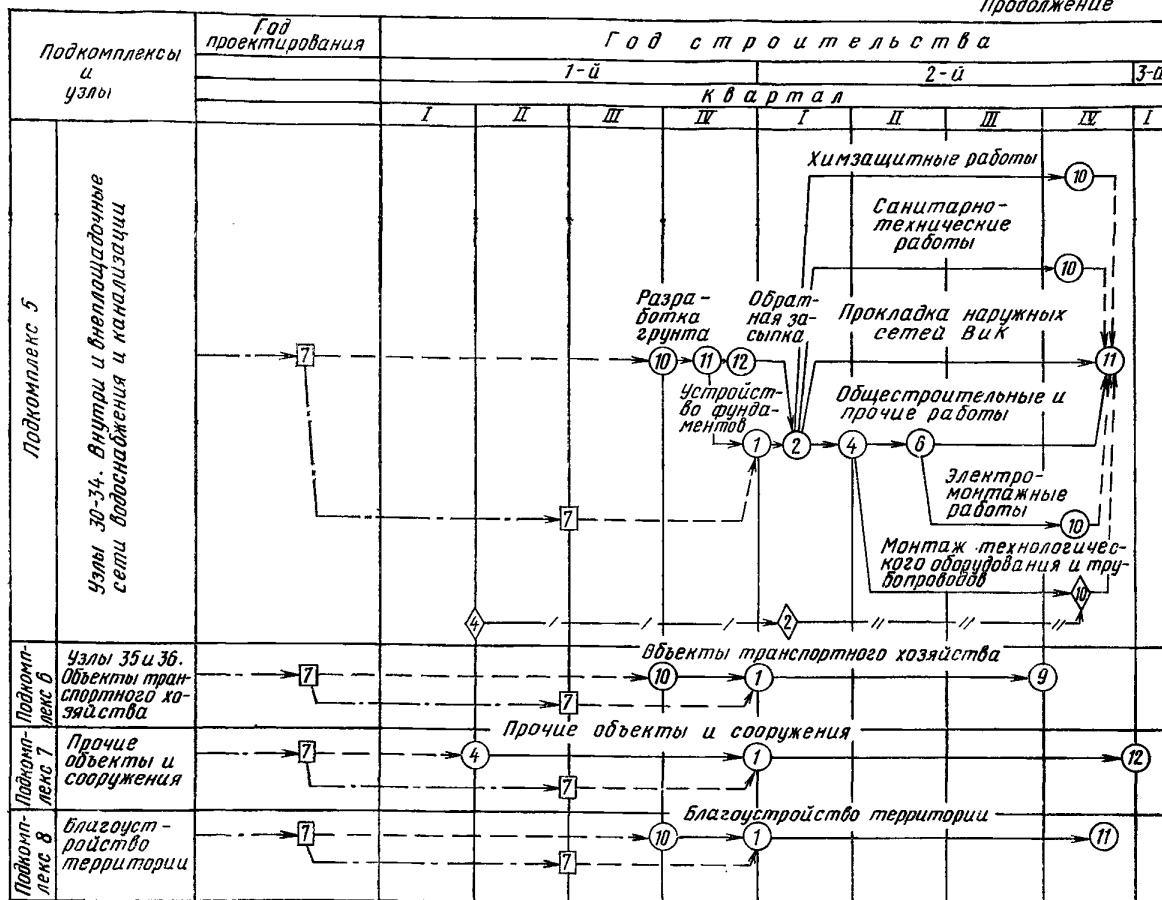 Продолжение
Подкомплексы
и
узлы
Год
проектирования
Год строительства
1-й
2-й
3-й
Квартал
I
II
III
IV
I
II
III
IV
I
Подкомплекс 5
Узлы 30-34. Внутри и внеплощадочные
сети водоснабжения и канализации
Химзащитные работы
10
Санитарно-
технические
работы
10
Разра-
ботка
грунта
Обрат-
ная за-
сыпка
Прокладка наружных
сетей ВиК
7
10
11
12
11
Устройст-
во фунда-
ментов
Общестроительные и
прочие работы
1
2
4
6
Электро-
монтажные
работы
7
10
Монтаж технологичес-
кого оборудования и тру-
бопроводов
10
4
2
Подкомп-
лекс 6
Узлы 35 и 36.
Объекты тран-
спортного хо-
зяйства
Объекты транспортного хозяйства
7
10
1
9
7
Подкомп-
лекс 7
Прочие
объекты и
сооружения
Прочие объекты и сооружения
7
4
1
12
7
Подкомп-
лекс 8
Благоуст-
ройство
территории
Благоустройство территории
7
10
1
11
7